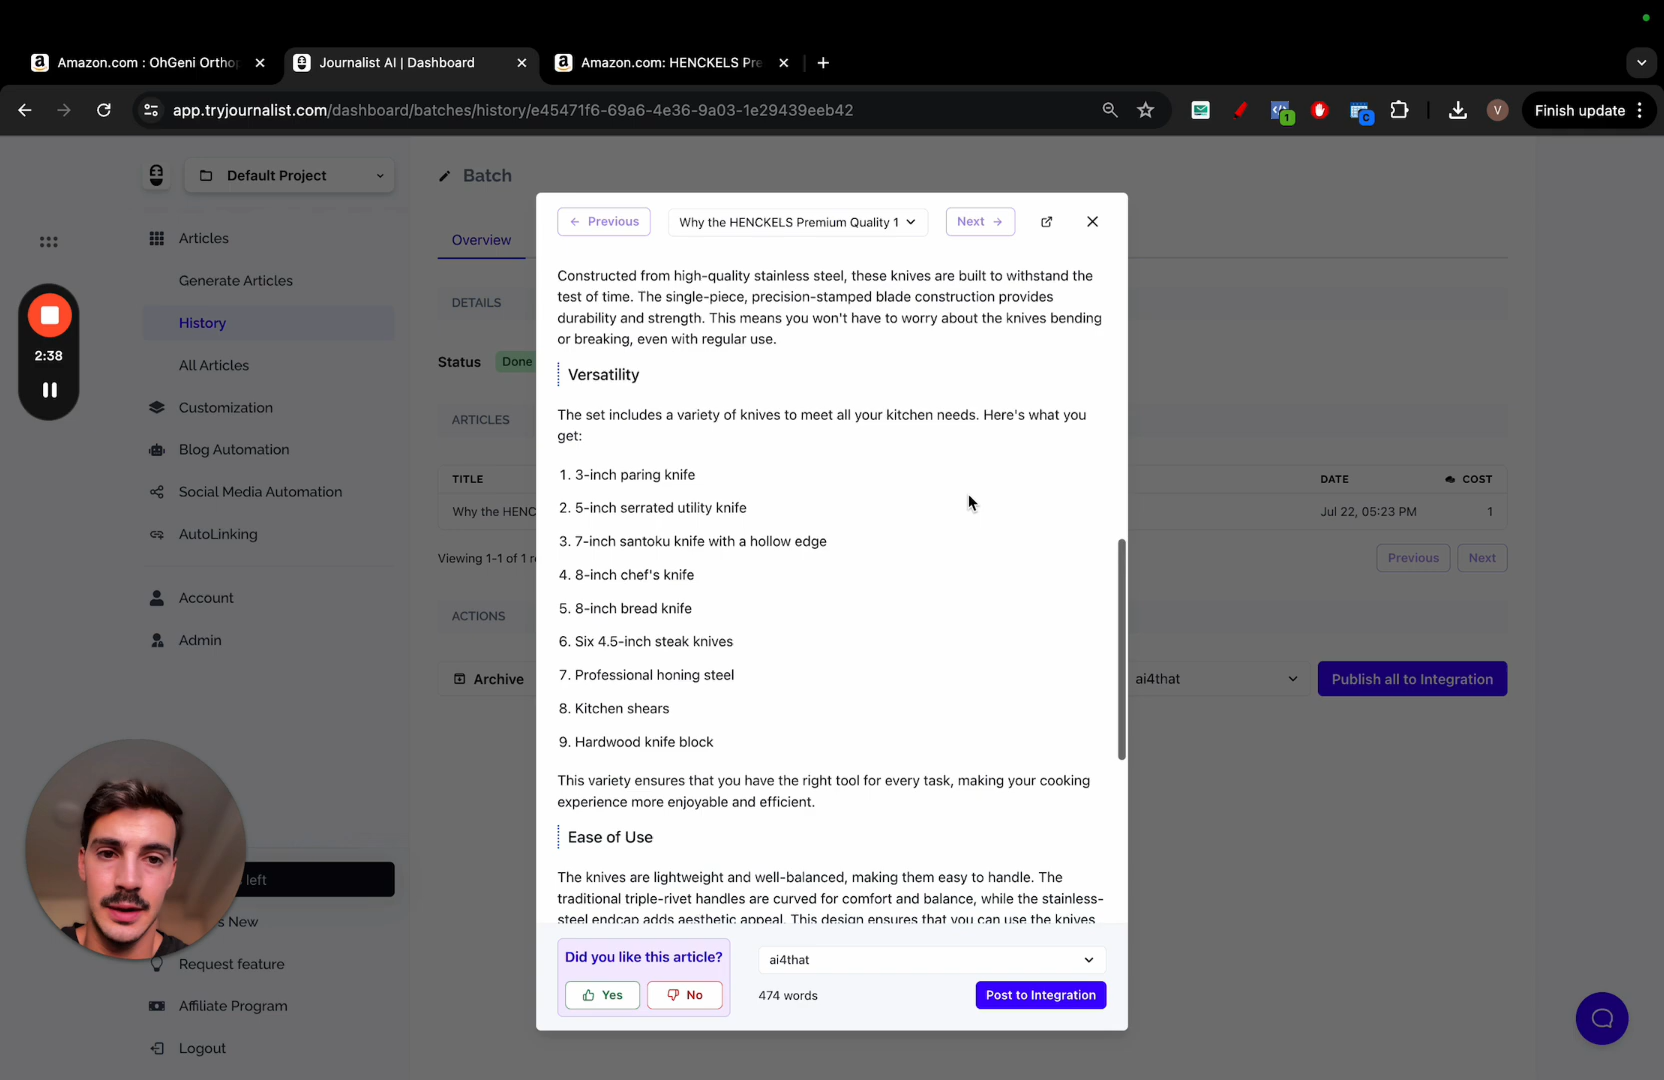 Amazon.com : OhGeni Ortho
Journalist AI | Dashboard
Amazon.com: HENCKELS Pre
app.tryjournalist.com/dashboard/batches/history/e45471f6-69a6-4e36-9a03-1e29439eeb42
1
C
V
Finish update
Default Project
Batch
Previous
Why the HENCKELS Premium Quality 1
Next
Articles
Overview
Generate Articles
Constructed from high-quality stainless steel, these knives are built to withstand the
test of time. The single-piece, precision-stamped blade construction provides
durability and strength. This means you won't have to worry about the knives bending
or breaking, even with regular use.
DETAILS
History
2:38
Status Done
All Articles
Versatility
Customization
The set includes a variety of knives to meet all your kitchen needs. Here's what you
get:
ARTICLES
Blog Automation
TITLE
DATE
COST
1. 3-inch paring knife
Social Media Automation
Why the HENC
Jul 22, 05:23 PM
1
2. 5-inch serrated utility knife
AutoLinking
3. 7-inch santoku knife with a hollow edge
Viewing 1-1 of 1 re
Previous
Next
4. 8-inch chef's knife
Account
5. 8-inch bread knife
ACTIONS
Admin
6. Six 4.5-inch steak knives
7. Professional honing steel
Archive
ai4that
Publish all to Integration
8. Kitchen shears
9. Hardwood knife block
This variety ensures that you have the right tool for every task, making your cooking
experience more enjoyable and efficient.
Ease of Use
The knives are lightweight and well-balanced, making them easy to handle. The
traditional triple-rivet handles are curved for comfort and balance, while the stainless-
steel endcap adds aesthetic appeal. This design ensures that you can use the knives
left
s New
Request feature
Affiliate Program
Logout
Did you like this article?
Yes
No
ai4that
474 words
Post to Integration